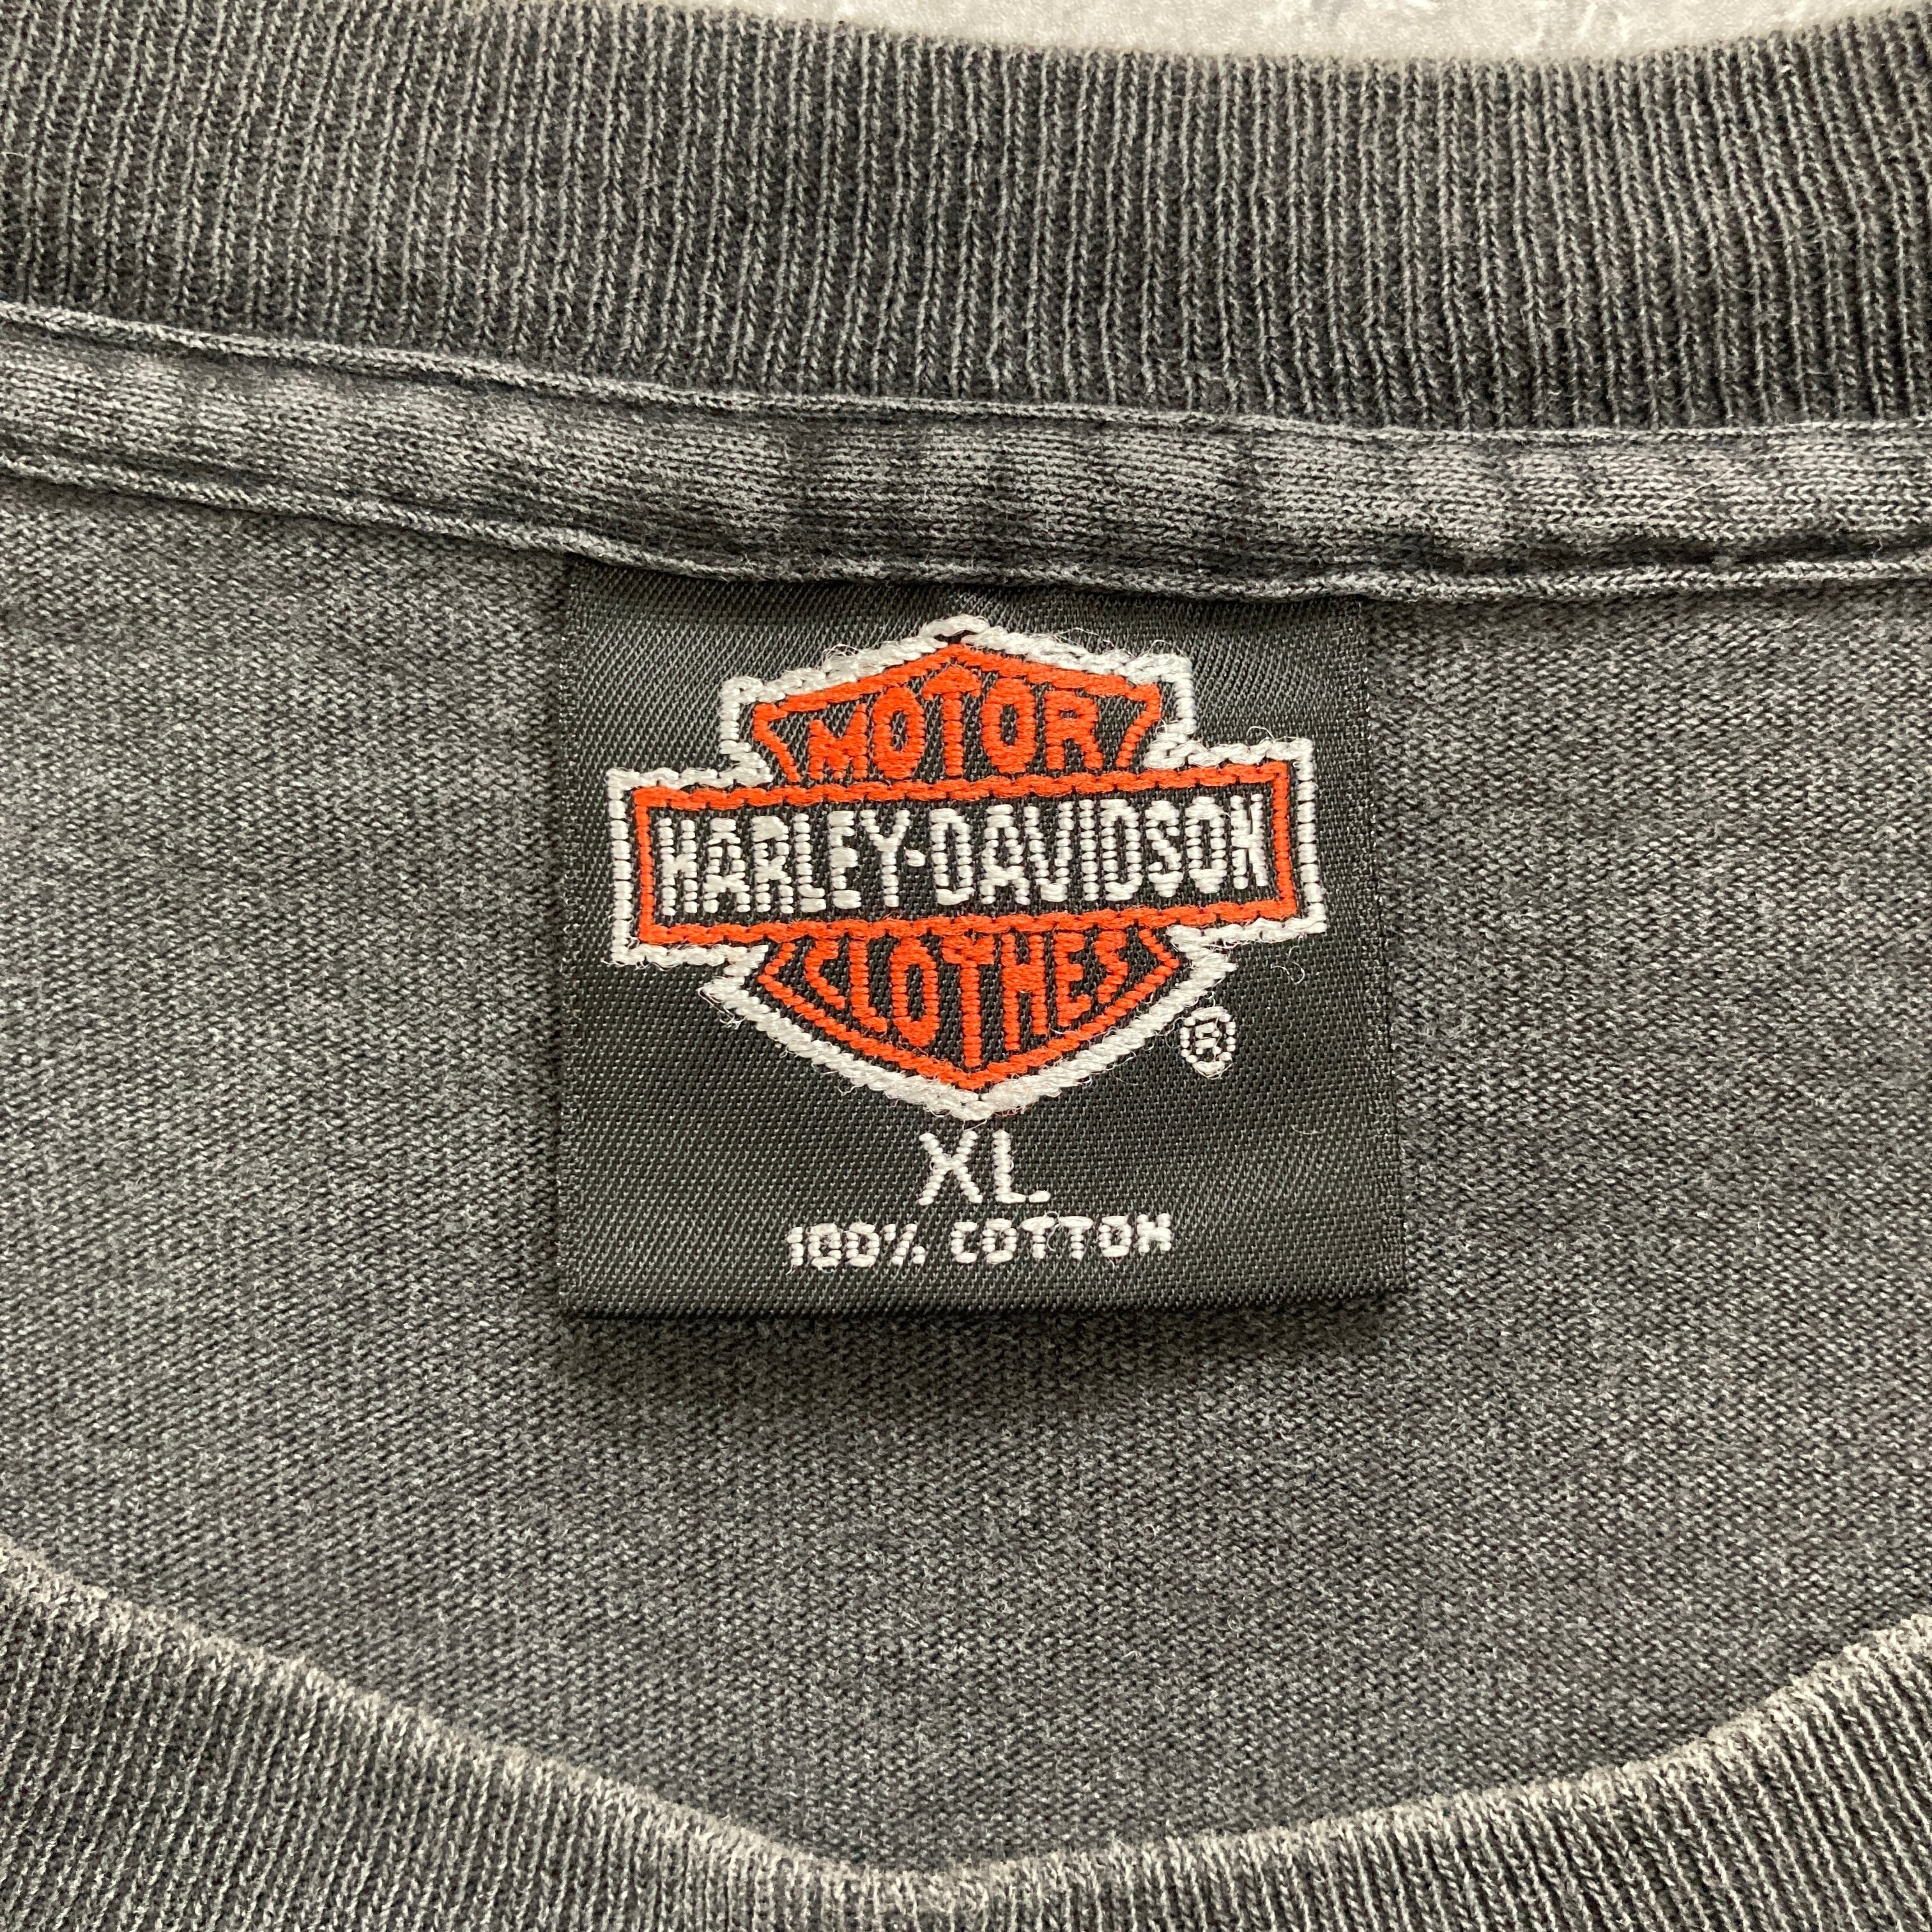 MOTOR
HARLEY-DAVIDSON
CLOTHES
®
XL
100% COTTON